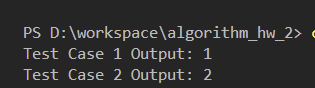 PS D:\workspace\algorithm_hw_2>
Test Case 1 Output: 1
Test Case 2 Output: 2